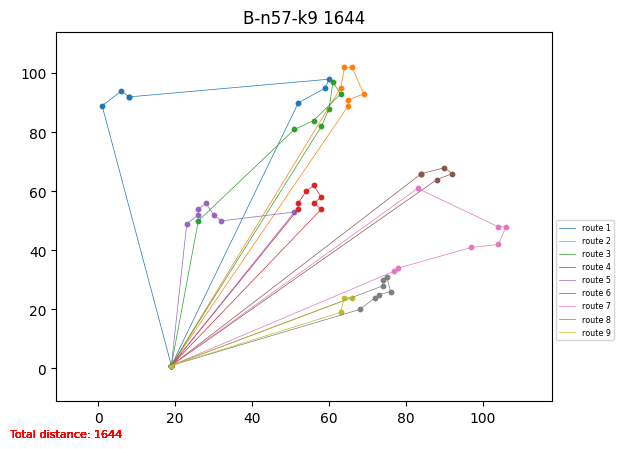 B-n57-k9 1644
100
80
60
40
20
0
0 20 40 60 80 100
route 1
route 2
route 3
route 4
route 5
route 6
route 7
route 8
route 9
Total distance: 1644